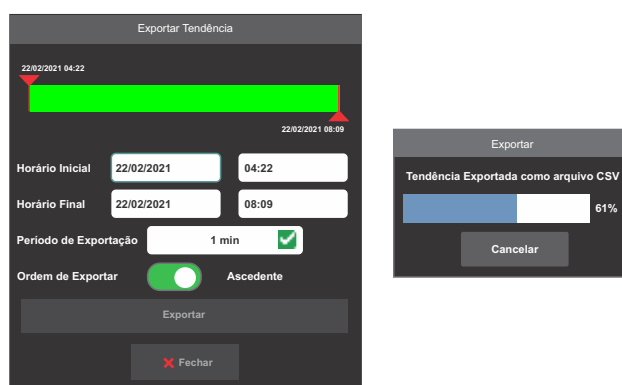 Exportar Tendência
22/02/2021 04:22
22/02/2021 08:09
Horário Inicial 22/02/2021 04:22
Horário Final 22/02/2021 08:09
Período de Exportação 1 min
Ordem de Exportar Ascedente
Exportar
Fechar
Exportar
Tendência Exportada como arquivo CSV
61%
Cancelar